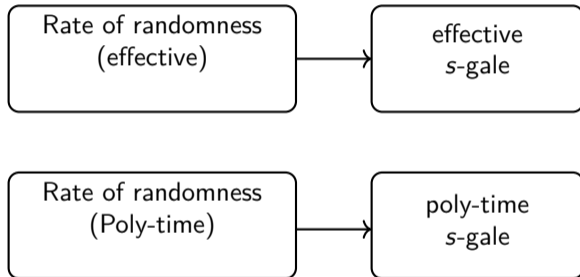 Rate of randomness
(effective)
effective
s-gale
Rate of randomness
(Poly-time)
poly-time
s-gale